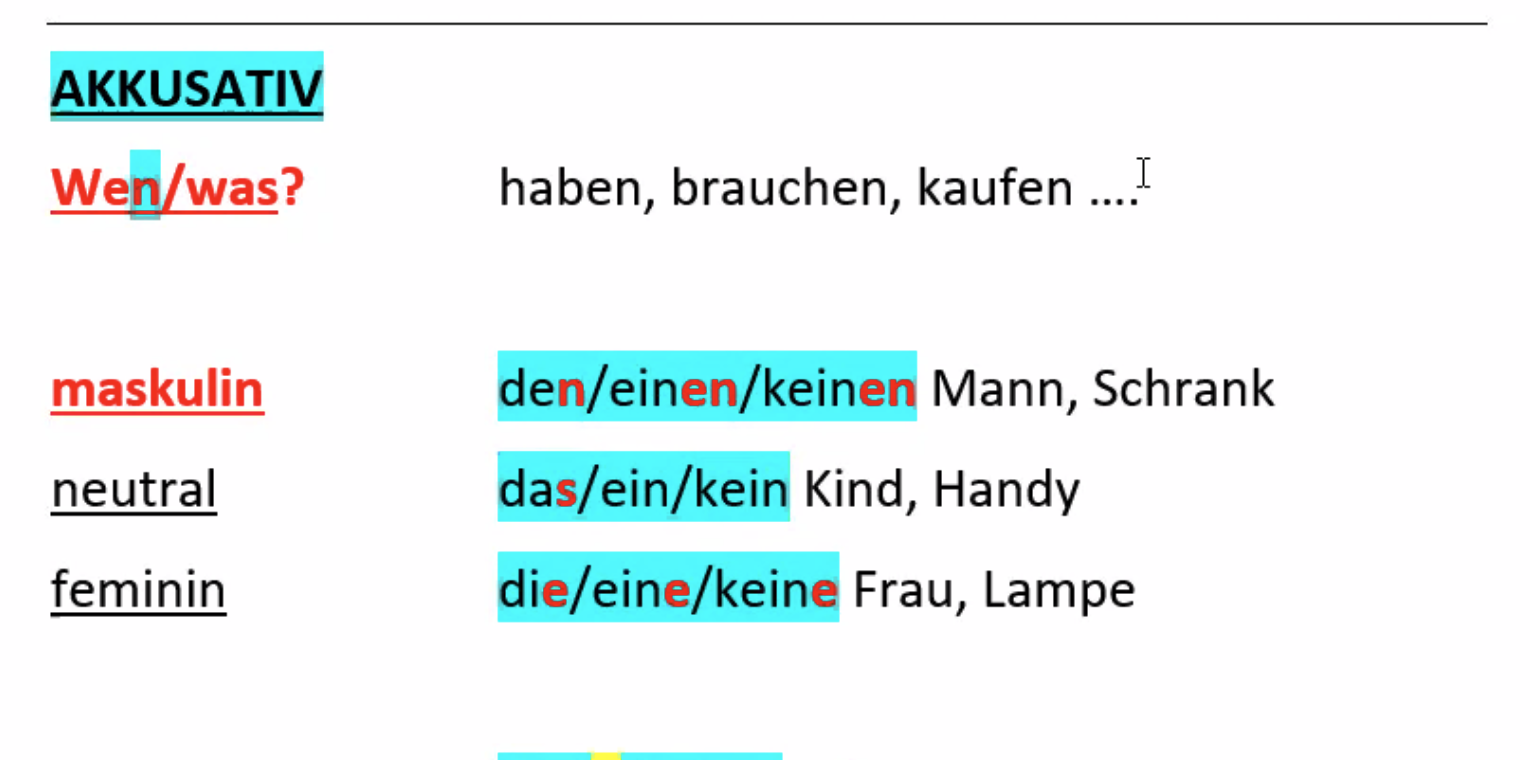 AKKUSATIV
Wen/was? haben, brauchen, kaufen ....
maskulin den/einen/keinen Mann, Schrank
neutral das/ein/kein Kind, Handy
feminin die/eine/keine Frau, Lampe